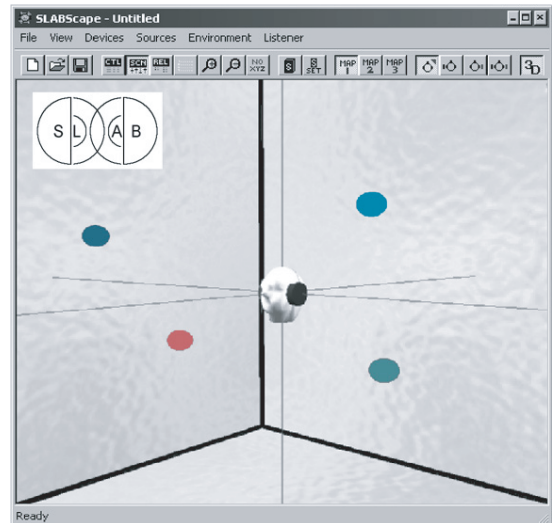 SLABScape - Untitled
File View Devices Sources Environment Listener
CTL SCN REL NO XYZ S S SET MAP 1 MAP 2 MAP 3 3D
S L A B
Ready